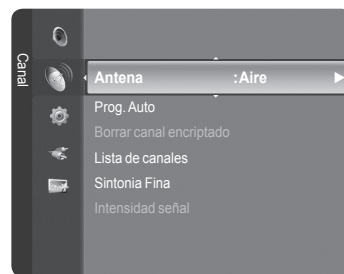 Canal
Antena :Aire
Prog. Auto
Borrar canal encriptado
Lista de canales
Sintonia Fina
Intensidad señal